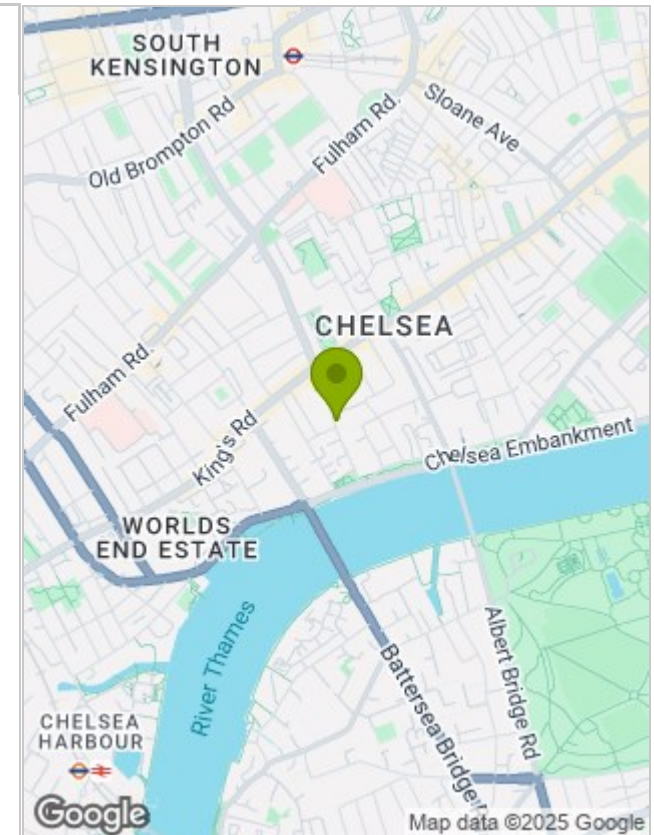 SOUTH
KENSINGTON
Sloane Ave
Fulham Rd.
Old Brompton Rd
CHELSEA
Fulham Rd.
King's Rd
Chelsea Embankment
WORLDS
END ESTATE
River Thames
Albert Bridge Rd
Battersea Bridge
CHELSEA
HARBOUR
Google
Map data ©2025 Google